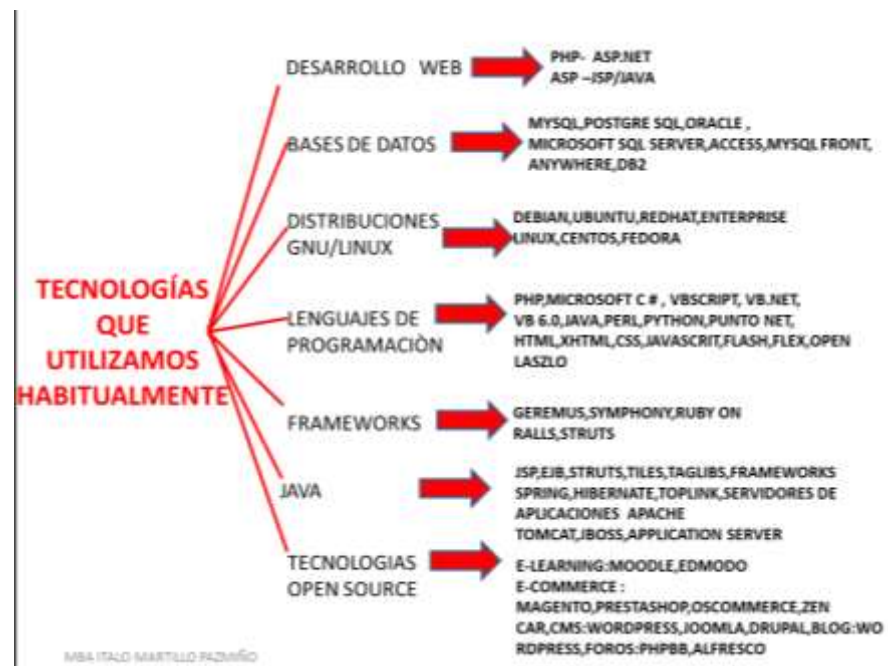 DESARROLLO WEB
PHP- ASP.NET
ASP –JSP/JAVA
BASES DE DATOS
MYSQL,POSTGRE SQL,ORACLE ,
MICROSOFT SQL SERVER,ACCESS,MYSQL FRONT,
ANYWHERE,DB2
DISTRIBUCIONES
GNU/LINUX
DEBIAN,UBUNTU,REDHAT,ENTERPRISE
LINUX,CENTOS,FEDORA
TECNOLOGÍAS
QUE
UTILIZAMOS
HABITUALMENTE
LENGUAJES DE
PROGRAMACIÒN
PHP,MICROSOFT C # , VBSCRIPT, VB.NET,
VB 6.0,JAVA,PERL,PYTHON,PUNTO NET,
HTML,XHTML,CSS,JAVASCRIT,FLASH,FLEX,OPEN
LASZLO
FRAMEWORKS
GEREMUS,SYMPHONY,RUBY ON
RALLS,STRUTS
JAVA
JSP,EJB,STRUTS,TILES,TAGLIBS,FRAMEWORKS
SPRING,HIBERNATE,TOPLINK,SERVIDORES DE
APLICACIONES APACHE
TOMCAT,JBOSS,APPLICATION SERVER
TECNOLOGIAS
OPEN SOURCE
E-LEARNING:MOODLE,EDMODO
E-COMMERCE :
MAGENTO,PRESTASHOP,OSCOMMERCE,ZEN
CAR,CMS:WORDPRESS,JOOMLA,DRUPAL,BLOG:WO
RDPRESS,FOROS:PHPBB,ALFRESCO
MBA ITALO MARTILLO PAZMIÑO